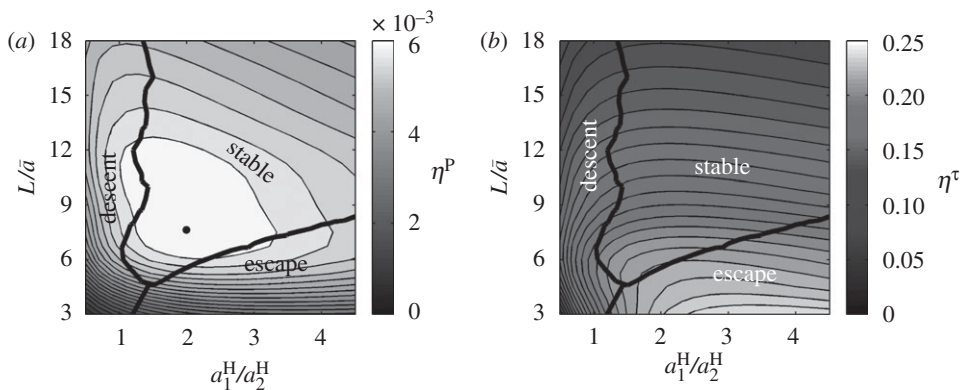 (a)
× 10⁻³
18
15
12
9
6
3
L/ā
1
2
3
4
a₁ᴴ/a₂ᴴ
descent
stable
escape
6
4
2
0
ηᴾ
(b)
18
15
12
9
6
3
L/ā
1
2
3
4
a₁ᴴ/a₂ᴴ
descent
stable
escape
0.25
0.20
0.15
0.10
0.05
0
η^τ